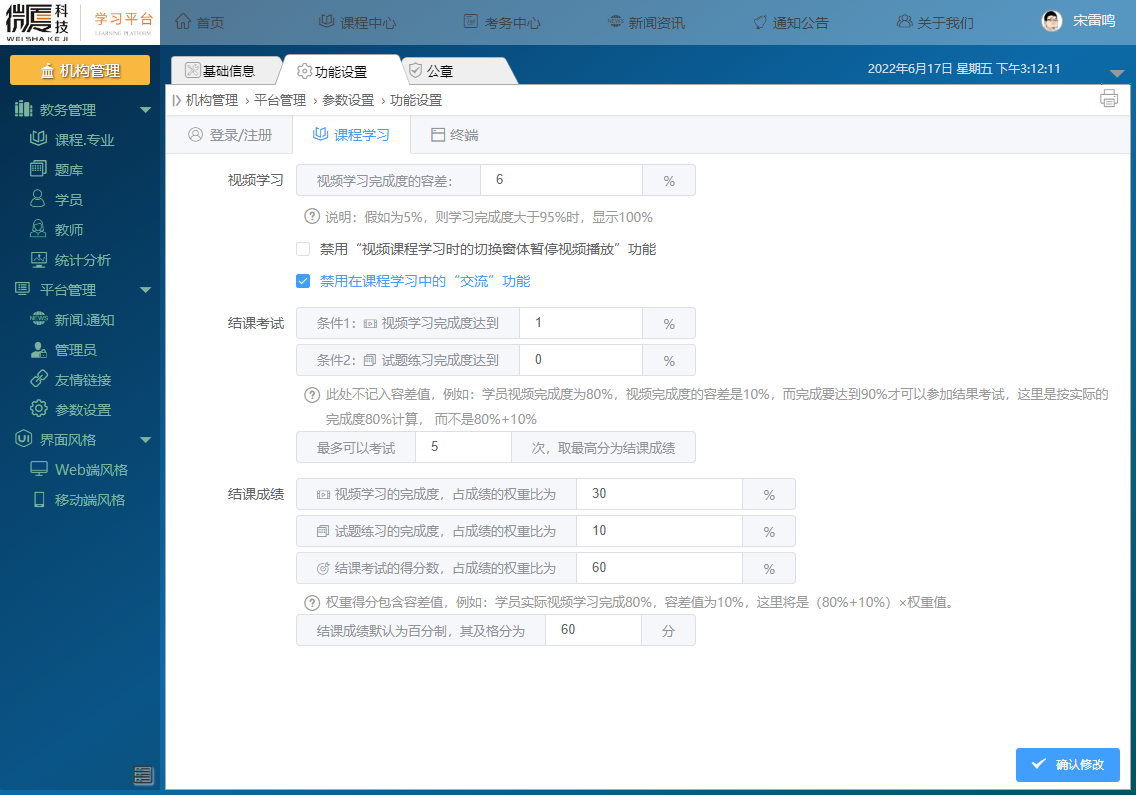 微厦科技
WEI SHA KE JI
学习平台
LEARNING PLATFORM
首页
课程中心
考务中心
新闻资讯
通知公告
关于我们
宋雷鸣
机构管理
教务管理
课程.专业
题库
学员
教师
统计分析
平台管理
新闻.通知
管理员
友情链接
参数设置
界面风格
Web端风格
移动端风格
基础信息
功能设置
公章
2022年6月17日 星期五 下午3:12:11
机构管理 › 平台管理 › 参数设置 › 功能设置
登录/注册
课程学习
终端
视频学习
视频学习完成度的容差：
6
%
说明：假如为5%，则学习完成度大于95%时，显示100%
禁用“视频课程学习时的切换窗体暂停视频播放”功能
禁用在课程学习中的“交流”功能
结课考试
条件1： 视频学习完成度达到
1
%
条件2： 试题练习完成度达到
0
%
此处不记入容差值，例如：学员视频完成度为80%，视频完成度的容差是10%，而完成要达到90%才可以参加结果考试，这里是按实际的
完成度80%计算， 而不是80%+10%
最多可以考试
5
次，取最高分为结课成绩
结课成绩
视频学习的完成度，占成绩的权重比为
30
%
试题练习的完成度，占成绩的权重比为
10
%
结课考试的得分数，占成绩的权重比为
60
%
权重得分包含容差值，例如：学员实际视频学习完成80%，容差值为10%，这里将是（80%+10%）×权重值。
结课成绩默认为百分制，其及格分为
60
分
确认修改